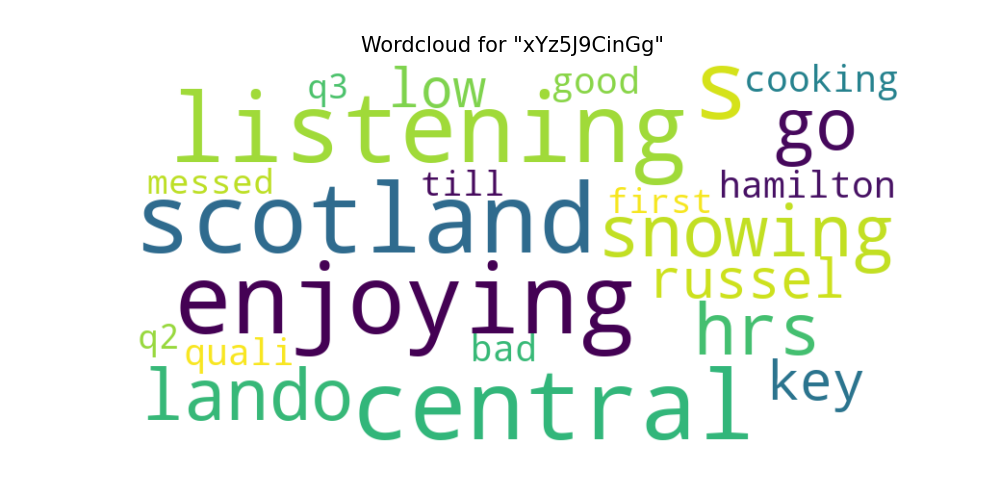 Wordcloud for "xYz5J9CinGg"
q3 low good s cooking
listening go
messed till first hamilton
scotland snowing
russel
enjoying hrs
q2 quali bad key
lando central